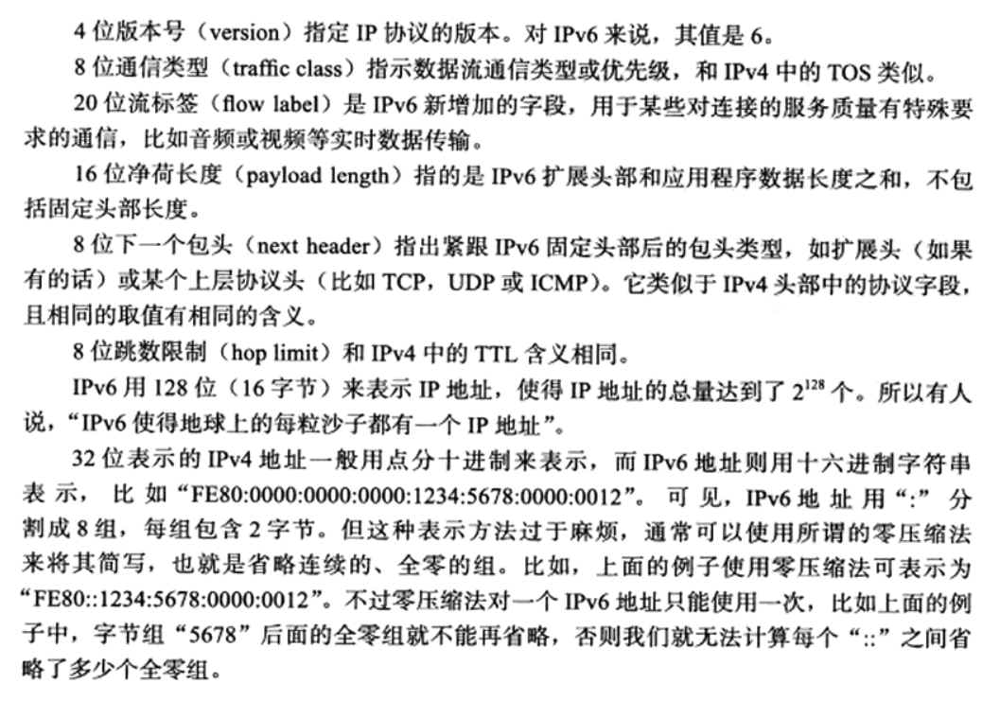 4 位版本号（version）指定 IP 协议的版本。对 IPv6 来说，其值是 6。
8 位通信类型（traffic class）指示数据流通信类型或优先级，和 IPv4 中的 TOS 类似。
20 位流标签（flow label）是 IPv6 新增加的字段，用于某些对连接的服务质量有特殊要
求的通信，比如音频或视频等实时数据传输。
16 位净荷长度（payload length）指的是 IPv6 扩展头部和应用程序数据长度之和，不包
括固定头部长度。
8 位下一个包头（next header）指出紧跟 IPv6 固定头部后的包头类型，如扩展头（如果
有的话）或某个上层协议头（比如 TCP，UDP 或 ICMP）。它类似于 IPv4 头部中的协议字段，
且相同的取值有相同的含义。
8 位跳数限制（hop limit）和 IPv4 中的 TTL 含义相同。
IPv6 用 128 位（16 字节）来表示 IP 地址，使得 IP 地址的总量达到了 2¹²⁸ 个。所以有人
说，“IPv6 使得地球上的每粒沙子都有一个 IP 地址”。
32 位表示的 IPv4 地址一般用点分十进制来表示，而 IPv6 地址则用十六进制字符串
表示，比如“FE80:0000:0000:0000:1234:5678:0000:0012”。可见，IPv6 地址用“:”分
割成 8 组，每组包含 2 字节。但这种表示方法过于麻烦，通常可以使用所谓的零压缩法
来将其简写，也就是省略连续的、全零的组。比如，上面的例子使用零压缩法可表示为
“FE80::1234:5678:0000:0012”。不过零压缩法对一个 IPv6 地址只能使用一次，比如上面的例
子中，字节组“5678”后面的全零组就不能再省略，否则我们就无法计算每个“::”之间省
略了多少个全零组。